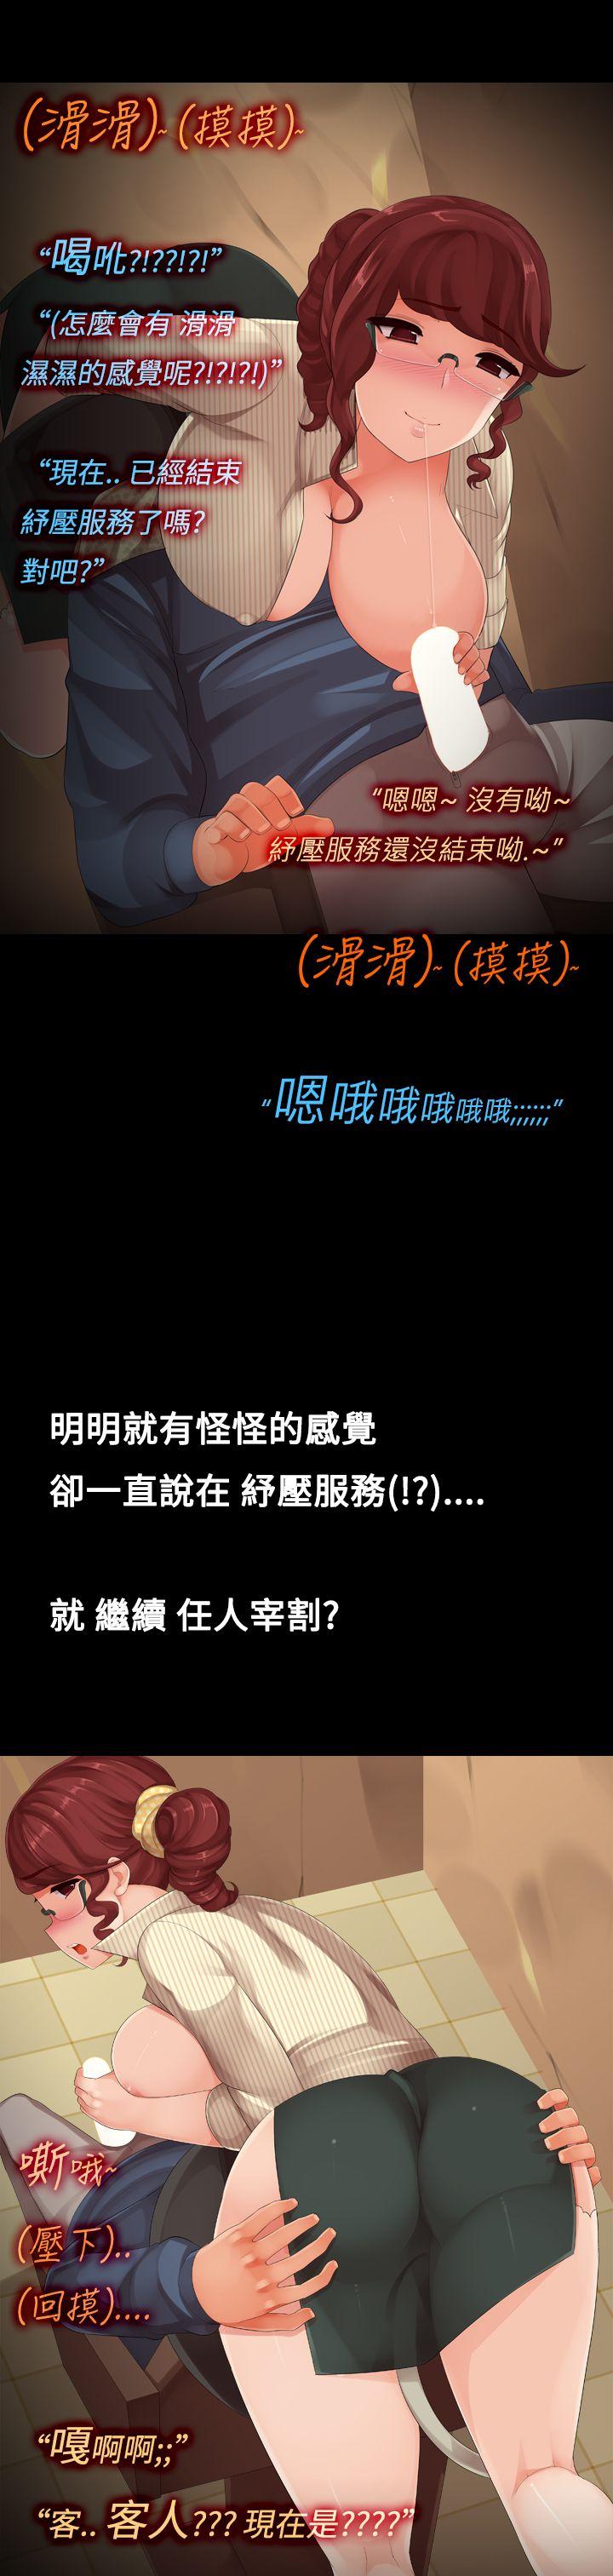 (滑滑)~ (摸摸)~
“喝吪?!??!?!”
“(怎麼會有 滑滑
濕濕的感覺呢?!?!?!)”
“現在.. 已經結束
紓壓服務了嗎?
對吧?”
“嗯嗯~ 沒有呦~
紓壓服務還沒結束呦.~”
(滑滑)~ (摸摸)~
“嗯哦哦哦哦哦;;;;;;”
明明就有怪怪的感覺
卻一直說在 紓壓服務(!?)....
就 繼續 任人宰割?
嘶哦~
(壓下)..
(回摸)....
“嘎啊啊;;”
“客.. 客人??? 現在是????”